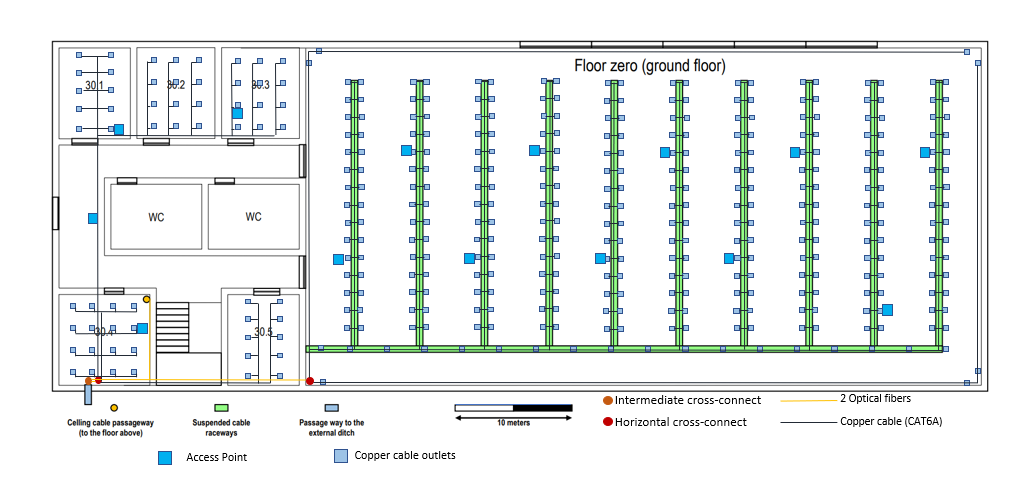 Floor zero (ground floor)
30.1
30.2
30.3
WC
WC
30.4
30.5
Celling cable passageway
(to the floor above)
Suspended cable
raceways
Passage way to the
external ditch
10 meters
Intermediate cross-connect
Horizontal cross-connect
2 Optical fibers
Copper cable (CAT6A)
Access Point
Copper cable outlets